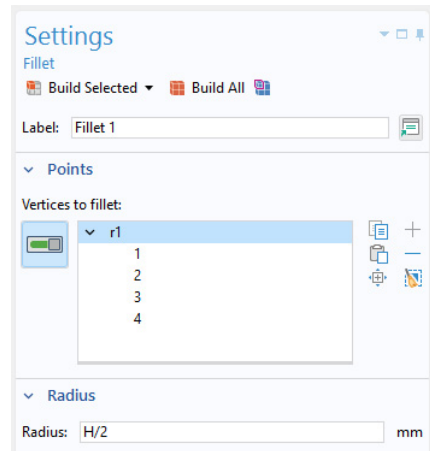 Settings
Fillet
Build Selected Build All
Label: Fillet 1
Points
Vertices to fillet:
r1
1
2
3
4
Radius
Radius: H/2 mm